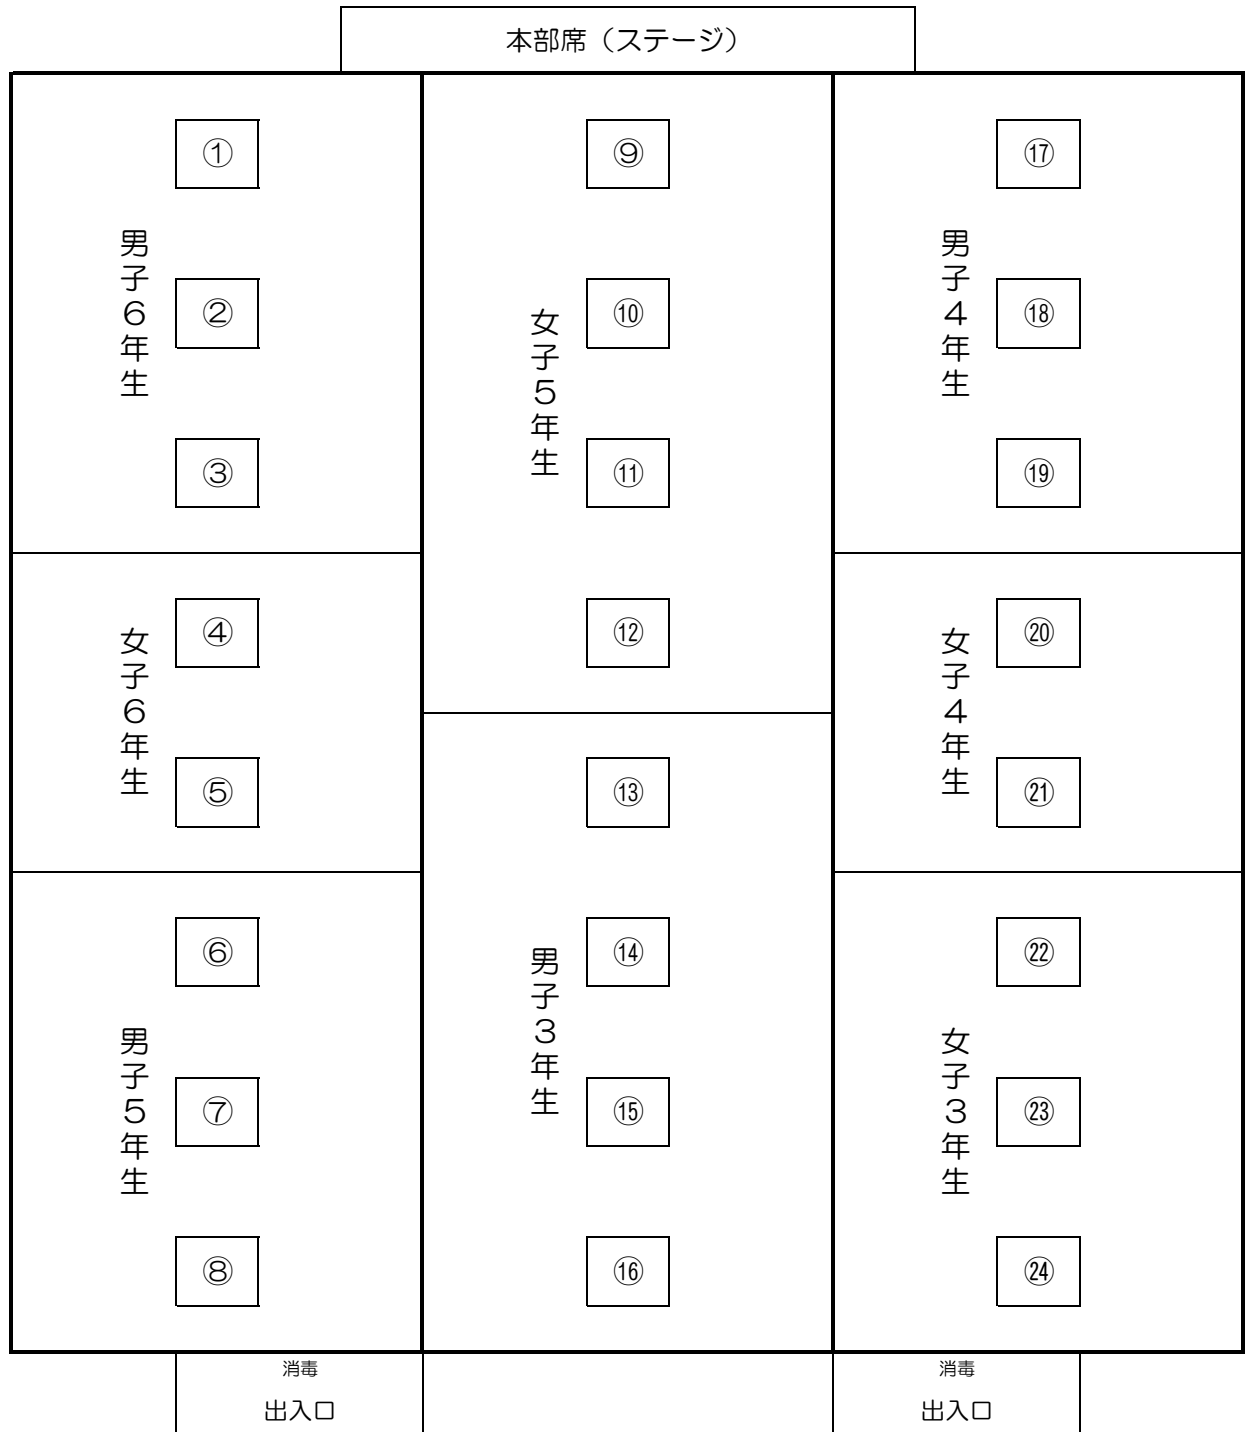 本部席（ステージ）
男子６年生
①
②
③
女子６年生
④
⑤
男子５年生
⑥
⑦
⑧
女子５年生
⑨
⑩
⑪
⑫
男子３年生
⑬
⑭
⑮
⑯
男子４年生
⑰
⑱
⑲
女子４年生
⑳
㉑
女子３年生
㉒
㉓
㉔
消毒
出入口
消毒
出入口